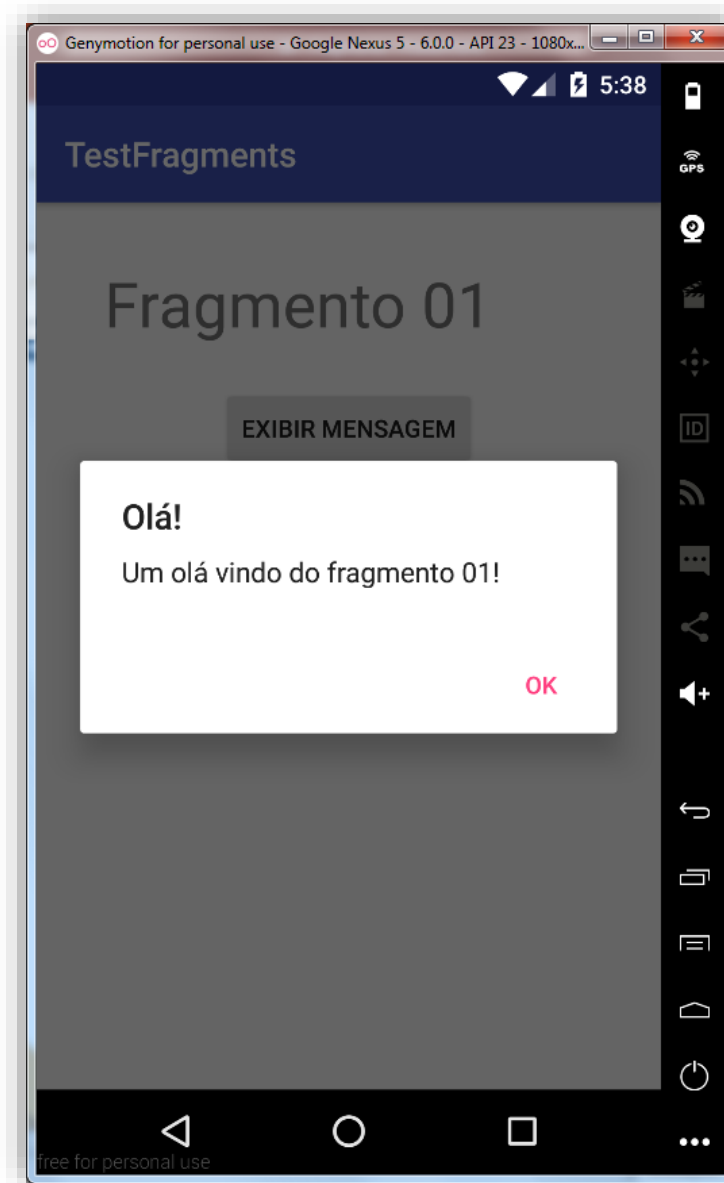 Genymotion for personal use - Google Nexus 5 - 6.0.0 - API 23 - 1080x...
5:38
TestFragments
GPS
Fragmento 01
EXIBIR MENSAGEM
ID
Olá!
Um olá vindo do fragmento 01!
OK
free for personal use